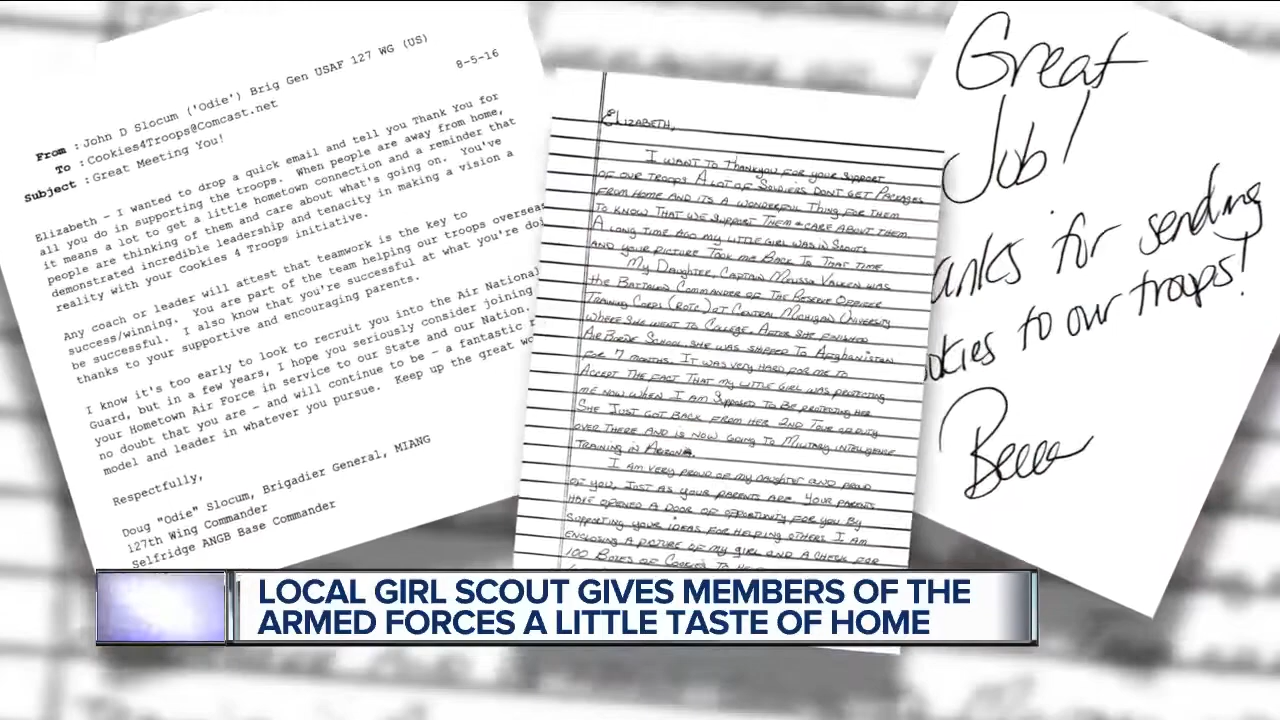 From : John D Slocum ('Odie') Brig Gen USAF 127 WG (US)
8-5-16
To : Cookies4Troops@Comcast.net
Subject : Great Meeting You!
Elizabeth - I wanted to drop a quick email and tell you Thank You for
all you do in supporting the troops. When people are away from home,
it means a lot to get a little hometown connection and a reminder that
people are thinking of them and care about what's going on. You've
demonstrated incredible leadership and tenacity in making a vision a
reality with your Cookies 4 Troops initiative.
Any coach or leader will attest that teamwork is the key to
success/winning. You are part of the team helping our troops overseas
be successful. I also know that you're successful at what you're
thanks to your supportive and encouraging parents.
I know it's too early to look to recruit you into the Air National
Guard, but in a few years, I hope you seriously consider joining
your Hometown Air Force in service to our State and our Nation.
no doubt that you are - and will continue to be - a fantastic
model and leader in whatever you pursue. Keep up the great
Respectfully,
Doug "Odie" Slocum, Brigadier General, MIANG
127th Wing Commander
Selfridge ANGB Base Commander
ELIZABETH,
I WANT TO THANKYOU FOR YOUR SUPPORT
OF OUR TROOPS A LOT OF SOLDIERS DON'T GET PACKAGES
FROM HOME AND ITS A WONDERFUL THING FOR THEM
TO KNOW THAT WE SUPPORT THEM & CARE ABOUT THEM
A LONG TIME AGO MY LITTLE GIRL WAS IN SCOUTS
AND YOUR PICTURE TOOK ME BACK TO THAT TIME.
MY DAUGHTER, CAPTAIN WAS
THE BATTALION COMMANDER OF THE RESERVE OFFICER
TRAINING CORPS (ROTC) AT CENTRAL MICHIGAN UNIVERSITY
WHERE SHE WENT TO COLLEGE. AFTER SHE FINISHED
AIR BORNE SCHOOL, SHE WAS SHIPPED TO AFGHANISTAN
FOR 7 MONTHS. IT WAS VERY HARD FOR ME TO
ACCEPT THE FACT THAT MY LITTLE GIRL WAS PROTECTING
ME NOW WHEN I AM SUPPOSED TO BE PROTECTING HER
SHE JUST GOT BACK FROM HER 2ND TOUR
OVER THERE AND IS NOW GOING TO MILITARY INTELIGENCE
TRAINING IN ARIZONA.
I AM VERY PROUD OF MY DAUGHTER AND PROUD
OF YOU, JUST AS YOUR PARENTS ARE. YOUR PARENTS
HAVE OPENED A DOOR OF OPPORTUNITY FOR YOU BY
SUPPORTING YOUR IDEAS FOR HELPING OTHERS. I AM
ENCLOSING A PICTURE OF MY GIRL AND A CHECK FOR
100 BOXES OF COOKIES TO
Great
Job!
anks for sending
okies to our troops!
LOCAL GIRL SCOUT GIVES MEMBERS OF THE
ARMED FORCES A LITTLE TASTE OF HOME